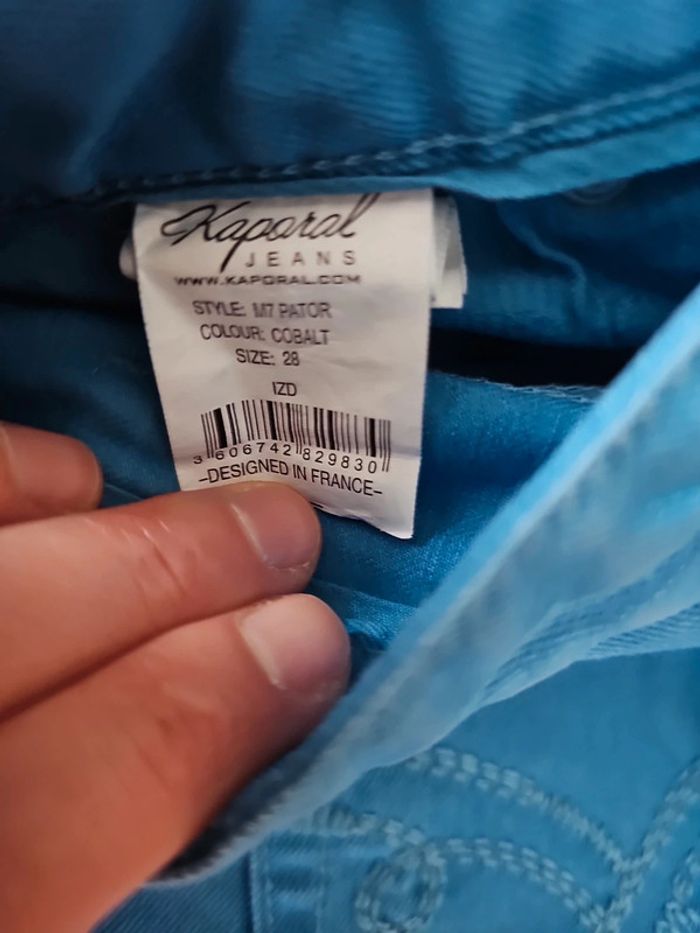 Kaporal
JEANS
WWW.KAPORAL.COM
STYLE: M7 PATOR
COLOUR: COBALT
SIZE: 28
IZD
3 606742 829830
-DESIGNED IN FRANCE-